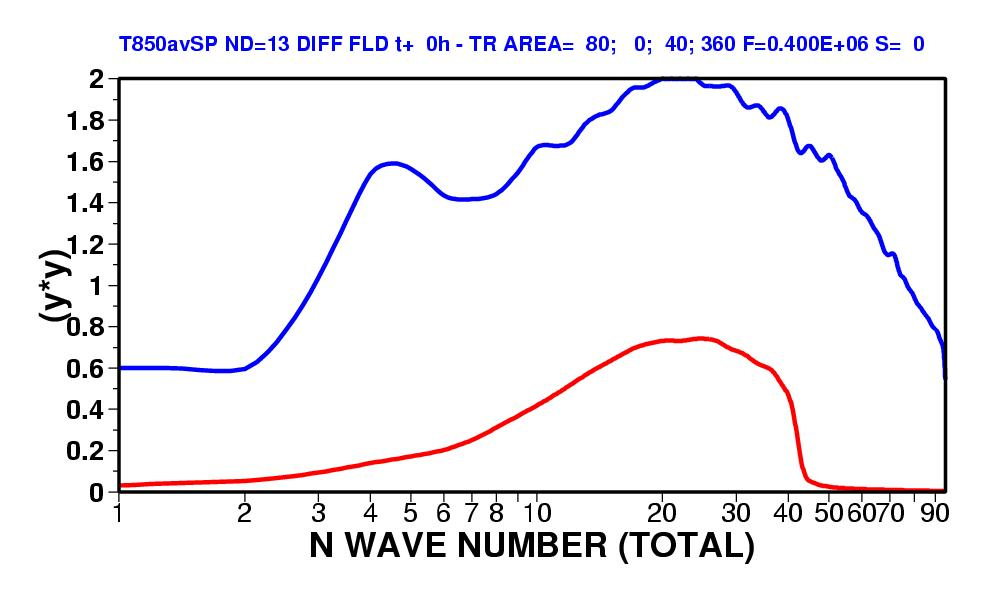 T850avSP ND=13 DIFF FLD t+ 0h - TR AREA= 80; 0; 40; 360 F=0.400E+06 S= 0
2
1.8
1.6
1.4
1.2
1
0.8
0.6
0.4
0.2
0
(y*y)
1 2 3 4 5 6 7 8 10 20 30 40 50 60 70 90
N WAVE NUMBER (TOTAL)